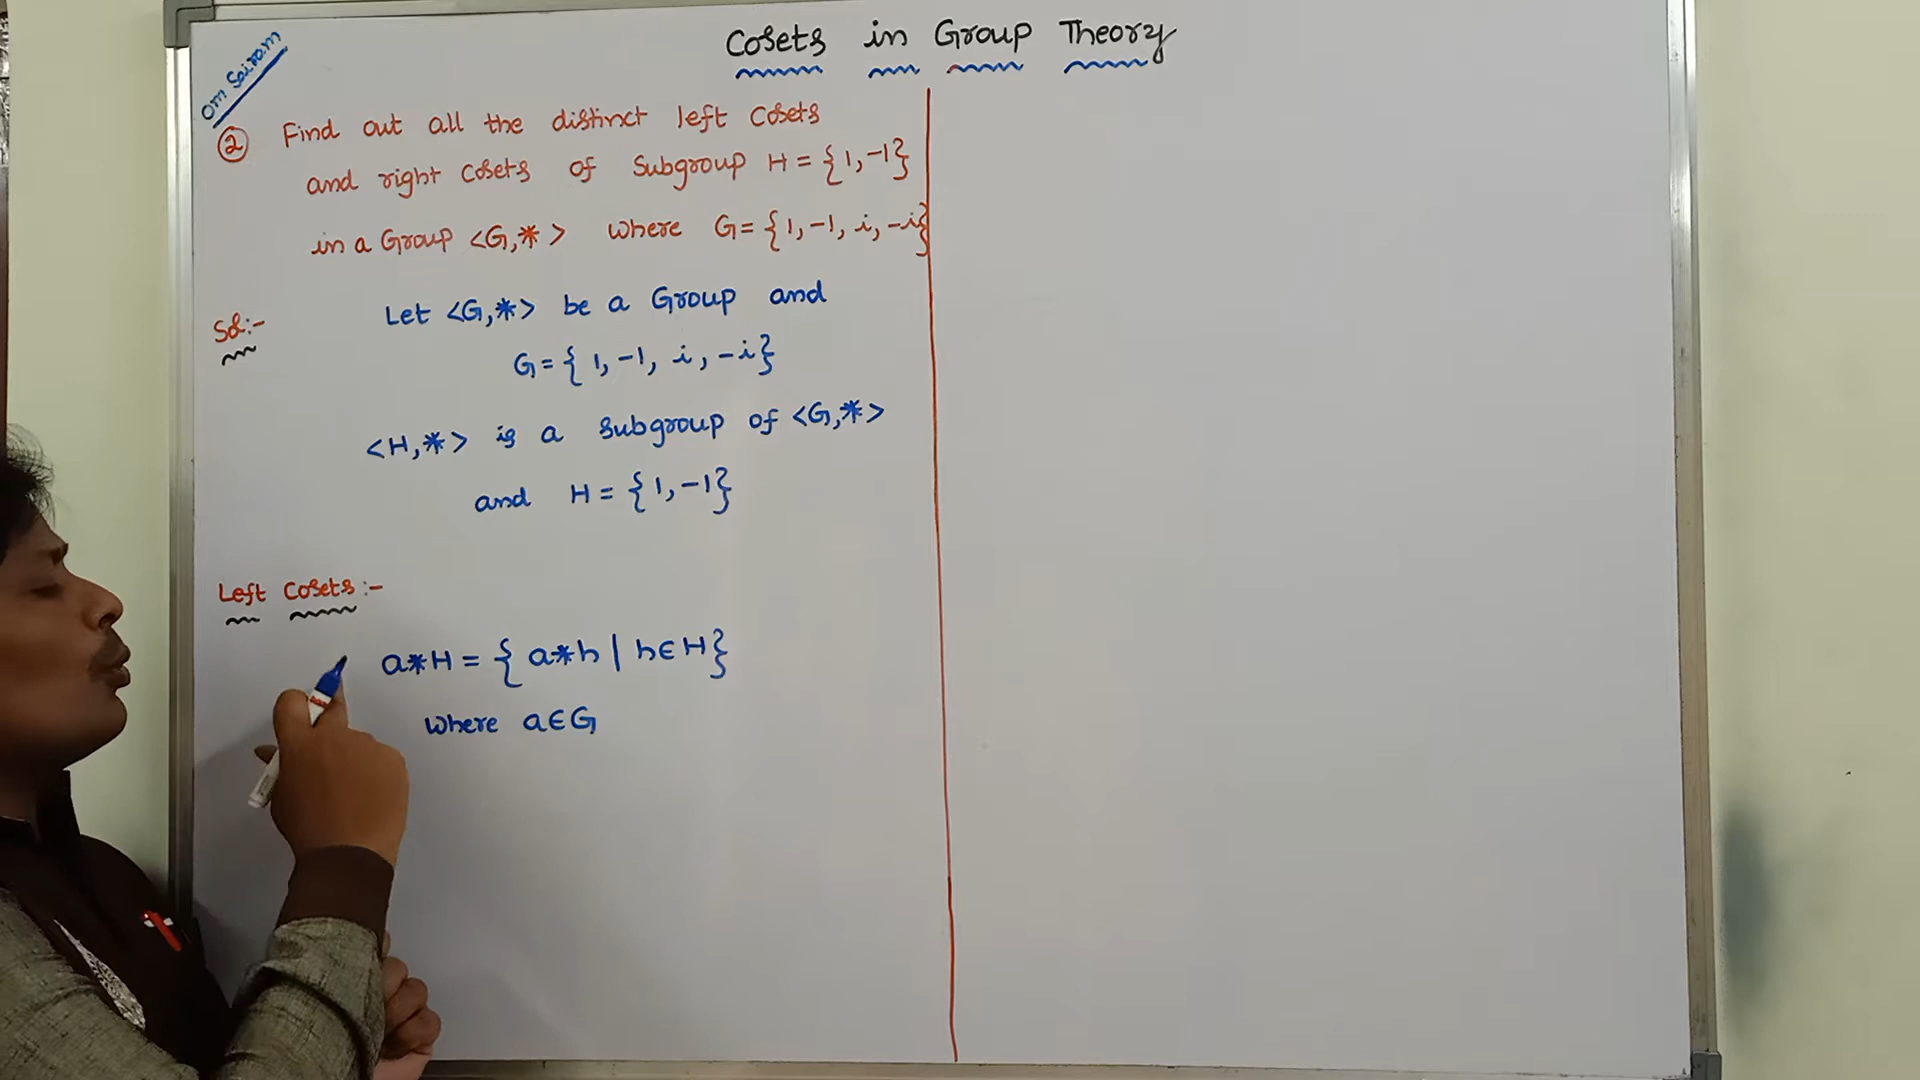 Om Sairam
Cosets in Group Theory
② Find out all the distinct left cosets
and right cosets of Subgroup H = {1, -1}
in a Group <G,*> where G = {1, -1, i, -i}
Sol:- Let <G,*> be a Group and
G = {1, -1, i, -i}
<H,*> is a subgroup of <G,*>
and H = {1, -1}
Left Cosets:-
a*H = {a*h | h∈H}
where a∈G